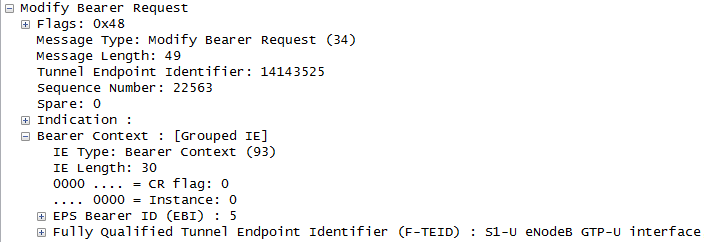 Modify Bearer Request
Flags: 0x48
Message Type: Modify Bearer Request (34)
Message Length: 49
Tunnel Endpoint Identifier: 14143525
Sequence Number: 22563
Spare: 0
Indication :
Bearer Context : [Grouped IE]
IE Type: Bearer Context (93)
IE Length: 30
0000 .... = CR flag: 0
.... 0000 = Instance: 0
EPS Bearer ID (EBI) : 5
Fully Qualified Tunnel Endpoint Identifier (F-TEID) : S1-U eNodeB GTP-U interface